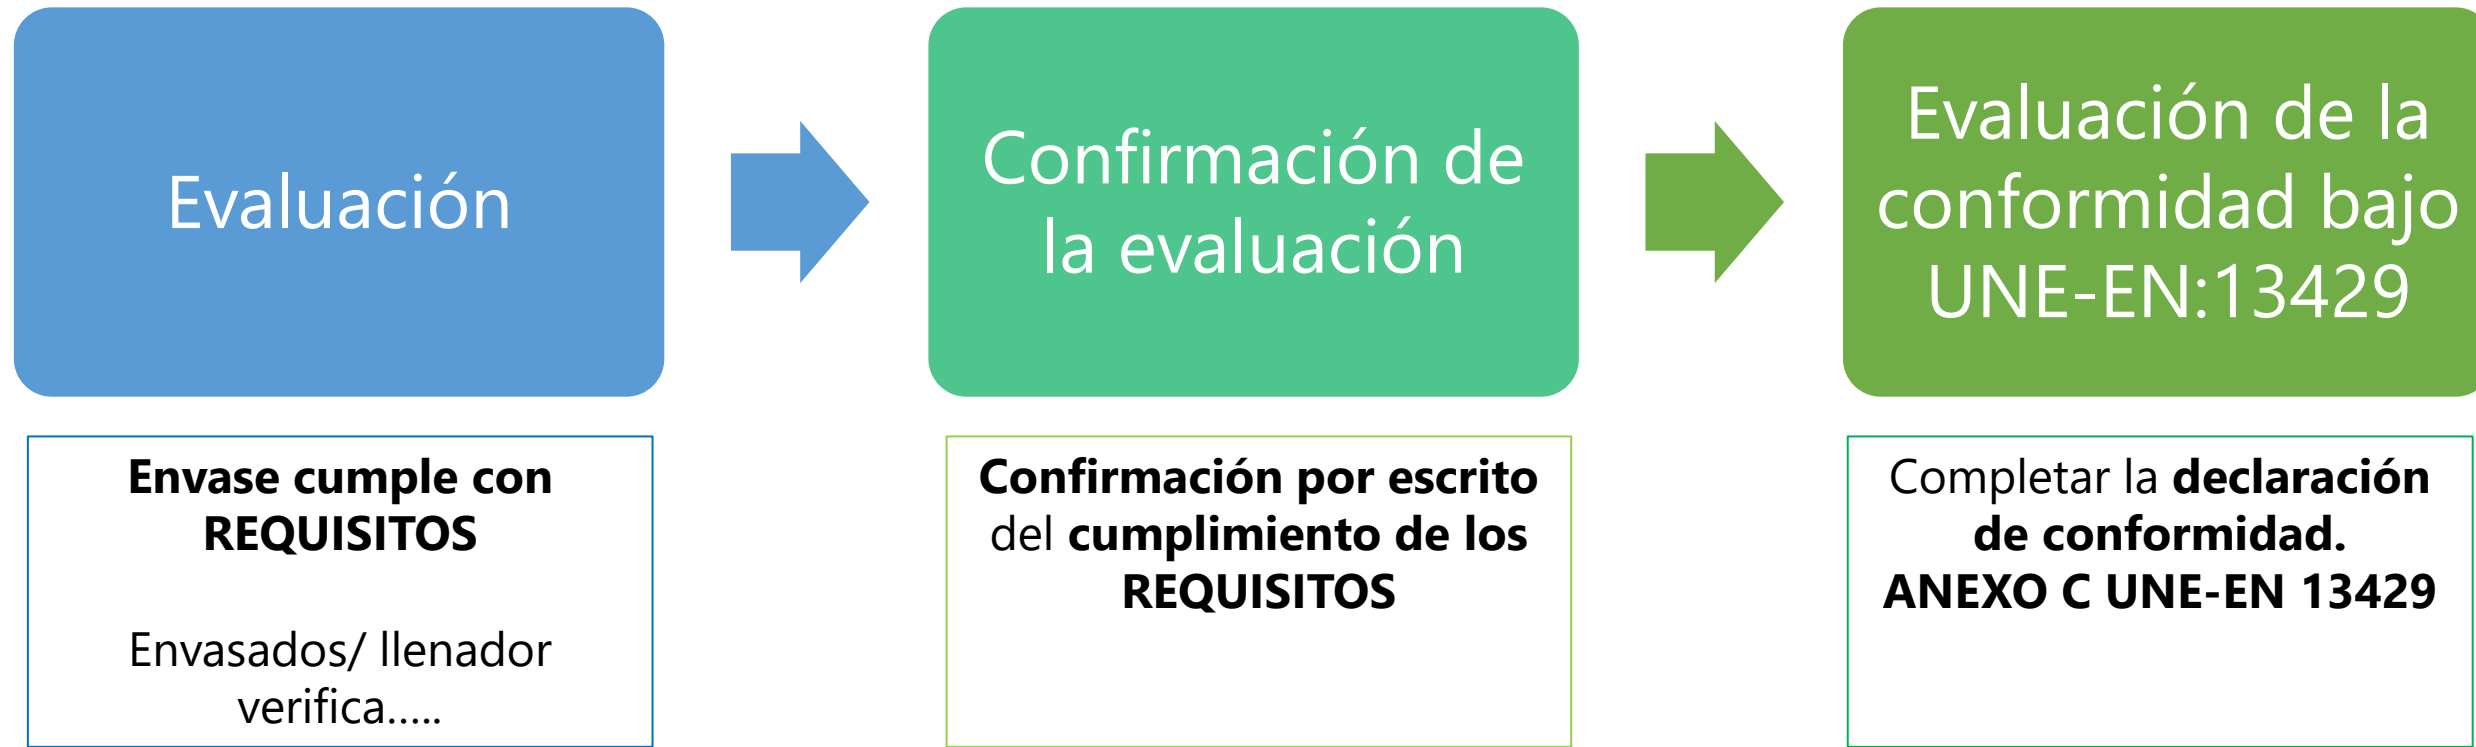 Evaluación
Confirmación de
la evaluación
Evaluación de la
conformidad bajo
UNE-EN:13429
Envase cumple con
REQUISITOS
Envasados/ llenador
verifica.....
Confirmación por escrito
del cumplimiento de los
REQUISITOS
Completar la declaración
de conformidad.
ANEXO C UNE-EN 13429